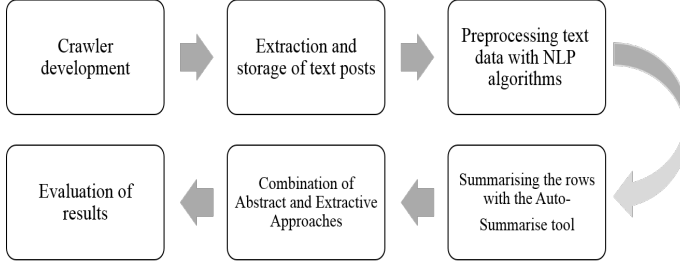 Crawler
development
Extraction and
storage of text posts
Preprocessing text
data with NLP
algorithms
Summarising the rows
with the Auto-
Summarise tool
Combination of
Abstract and Extractive
Approaches
Evaluation of
results